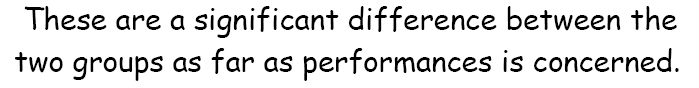 These are a significant difference between the
two groups as far as performances is concerned.